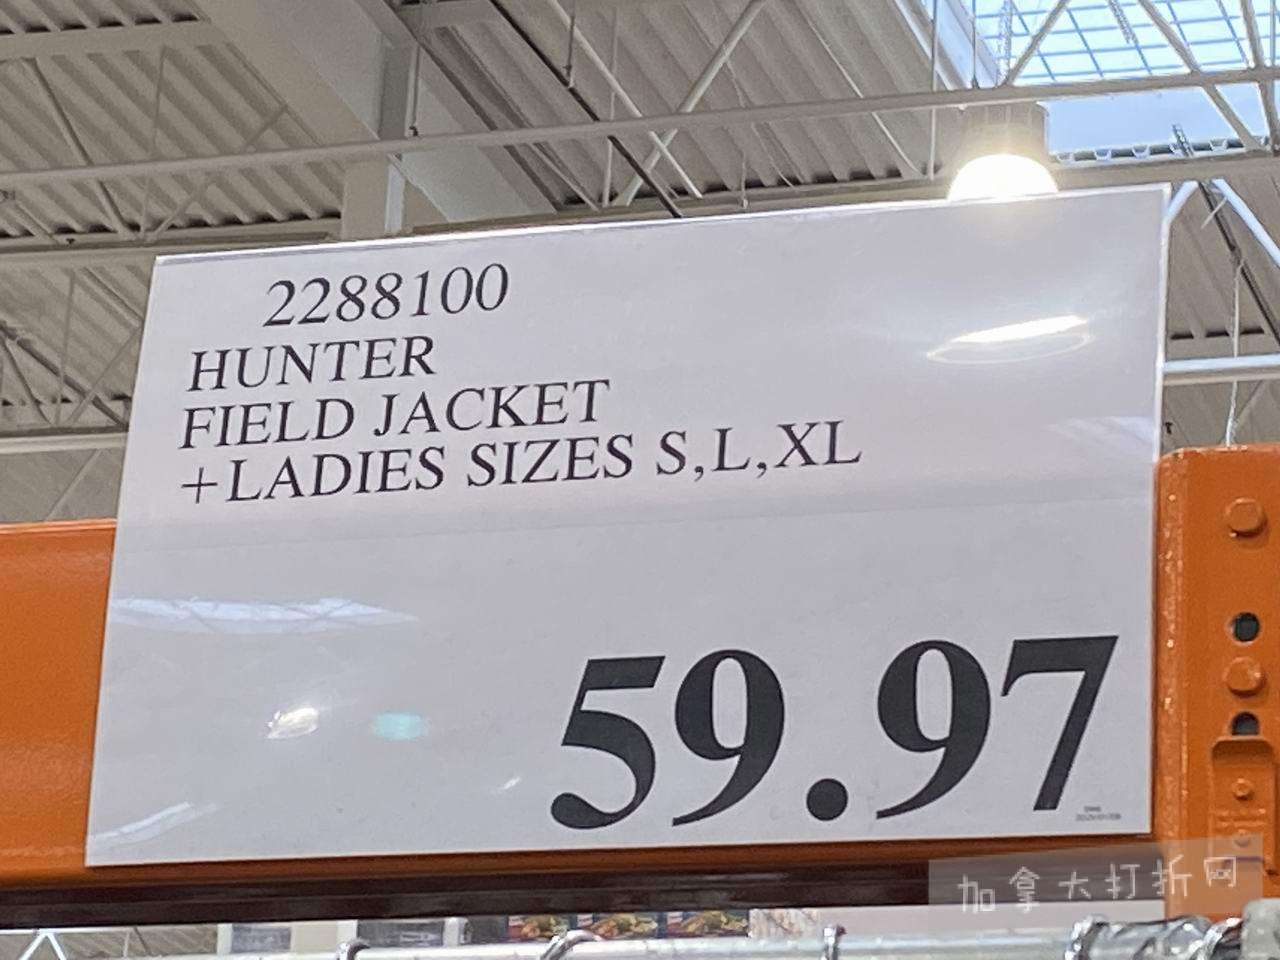 2288100
HUNTER
FIELD JACKET
+LADIES SIZES S,L,XL
59.97
加拿大打折网